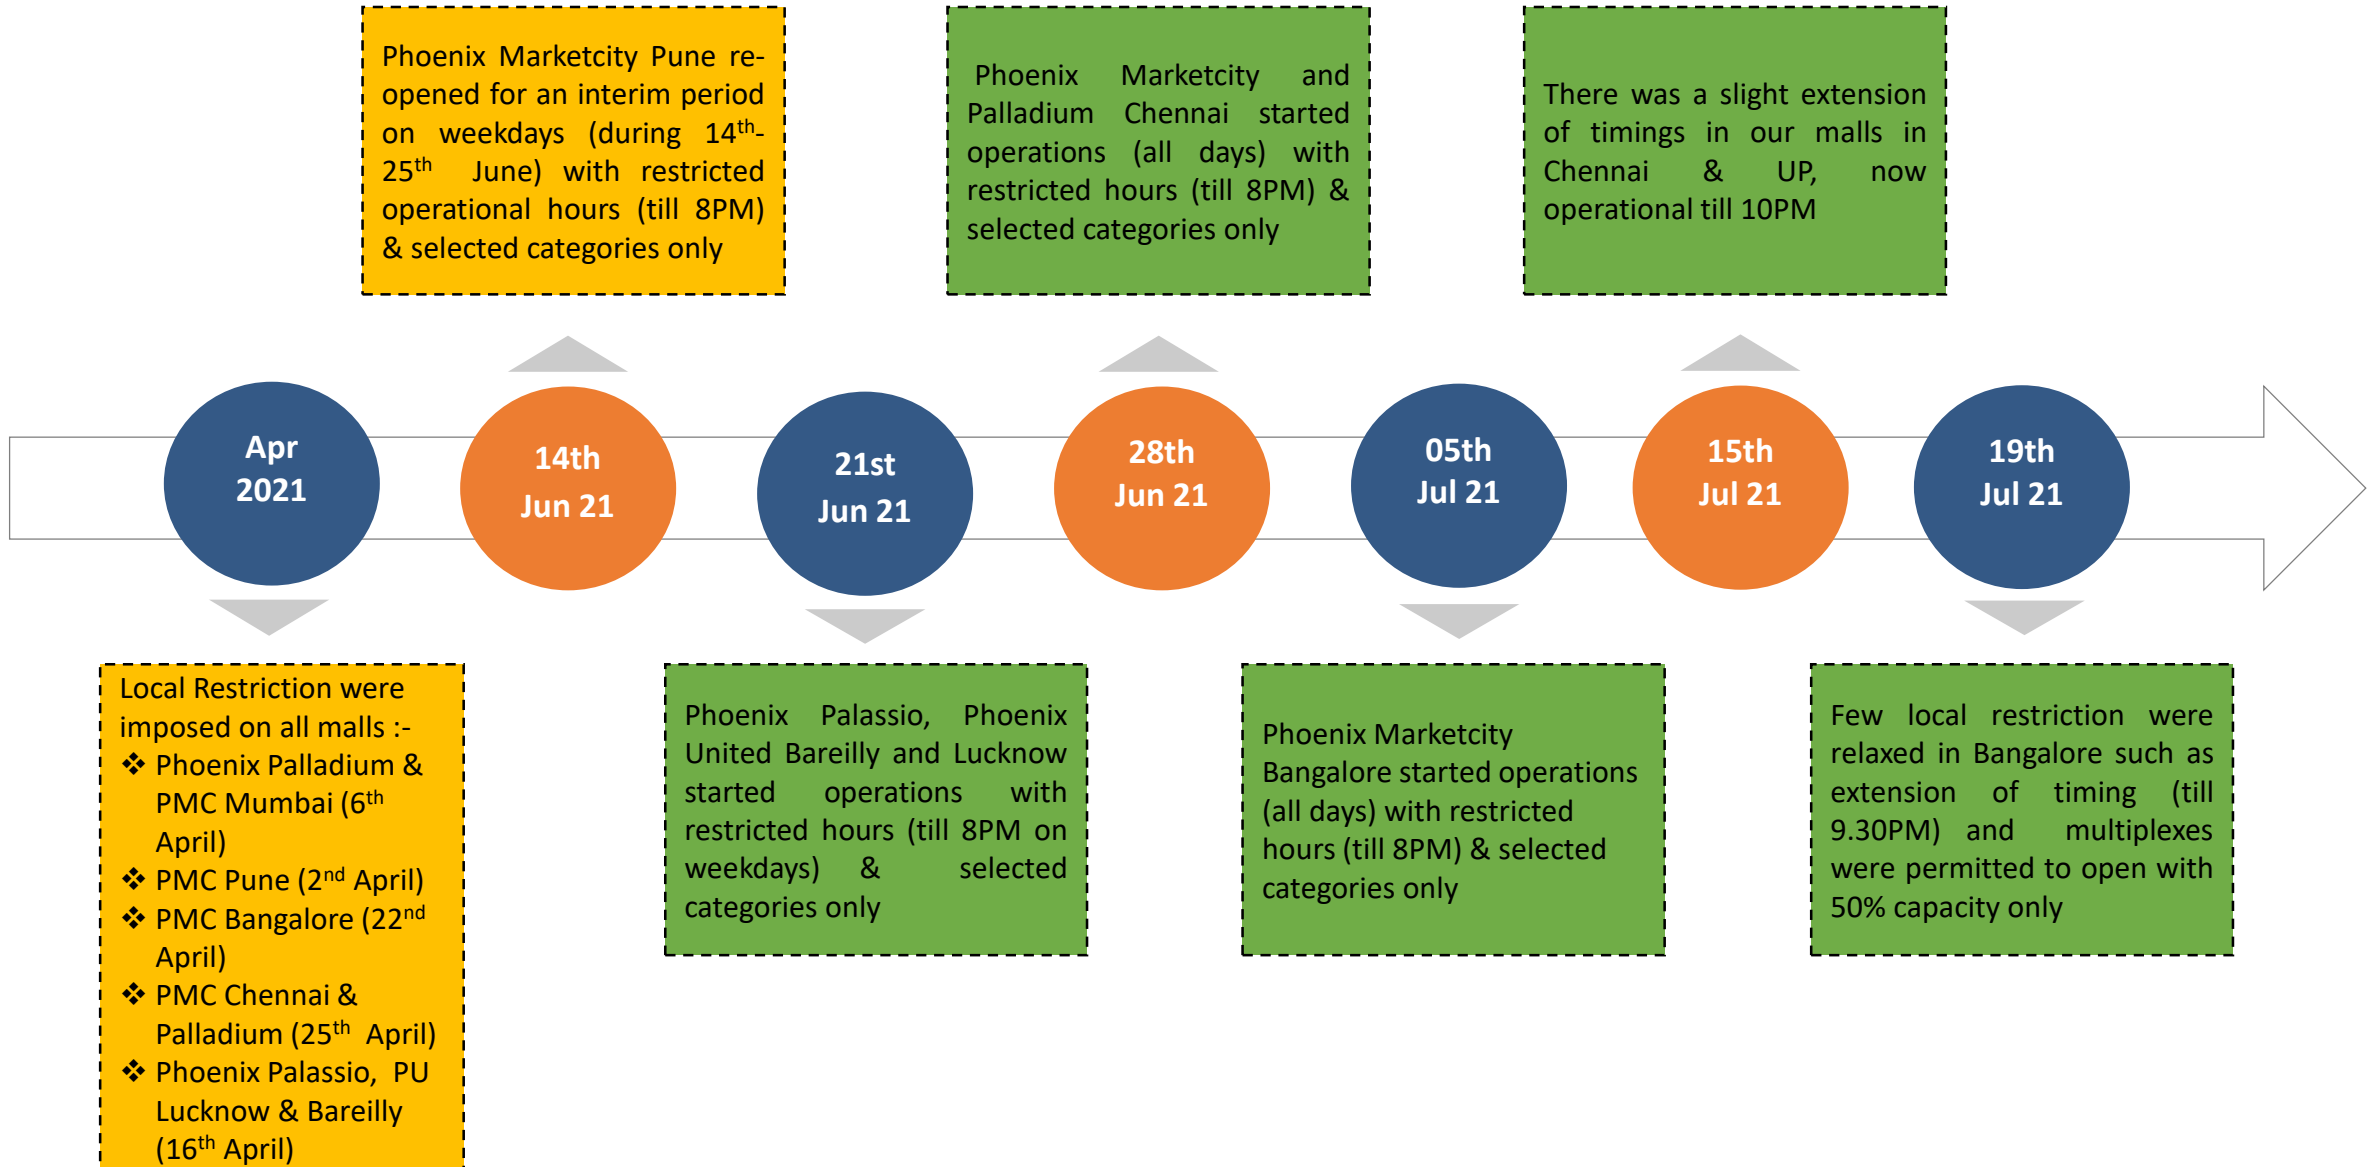 Phoenix Marketcity Pune re-
opened for an interim period
on weekdays (during 14th-
25th June) with restricted
operational hours (till 8PM)
& selected categories only
Phoenix Marketcity and
Palladium Chennai started
operations (all days) with
restricted hours (till 8PM) &
selected categories only
There was a slight extension
of timings in our malls in
Chennai & UP, now
operational till 10PM
Apr
2021
14th
Jun 21
21st
Jun 21
28th
Jun 21
05th
Jul 21
15th
Jul 21
19th
Jul 21
Local Restriction were
imposed on all malls :-
❖ Phoenix Palladium &
PMC Mumbai (6th
April)
❖ PMC Pune (2nd April)
❖ PMC Bangalore (22nd
April)
❖ PMC Chennai &
Palladium (25th April)
❖ Phoenix Palassio, PU
Lucknow & Bareilly
(16th April)
Phoenix Palassio, Phoenix
United Bareilly and Lucknow
started operations with
restricted hours (till 8PM on
weekdays) & selected
categories only
Phoenix Marketcity
Bangalore started operations
(all days) with restricted
hours (till 8PM) & selected
categories only
Few local restriction were
relaxed in Bangalore such as
extension of timing (till
9.30PM) and multiplexes
were permitted to open with
50% capacity only